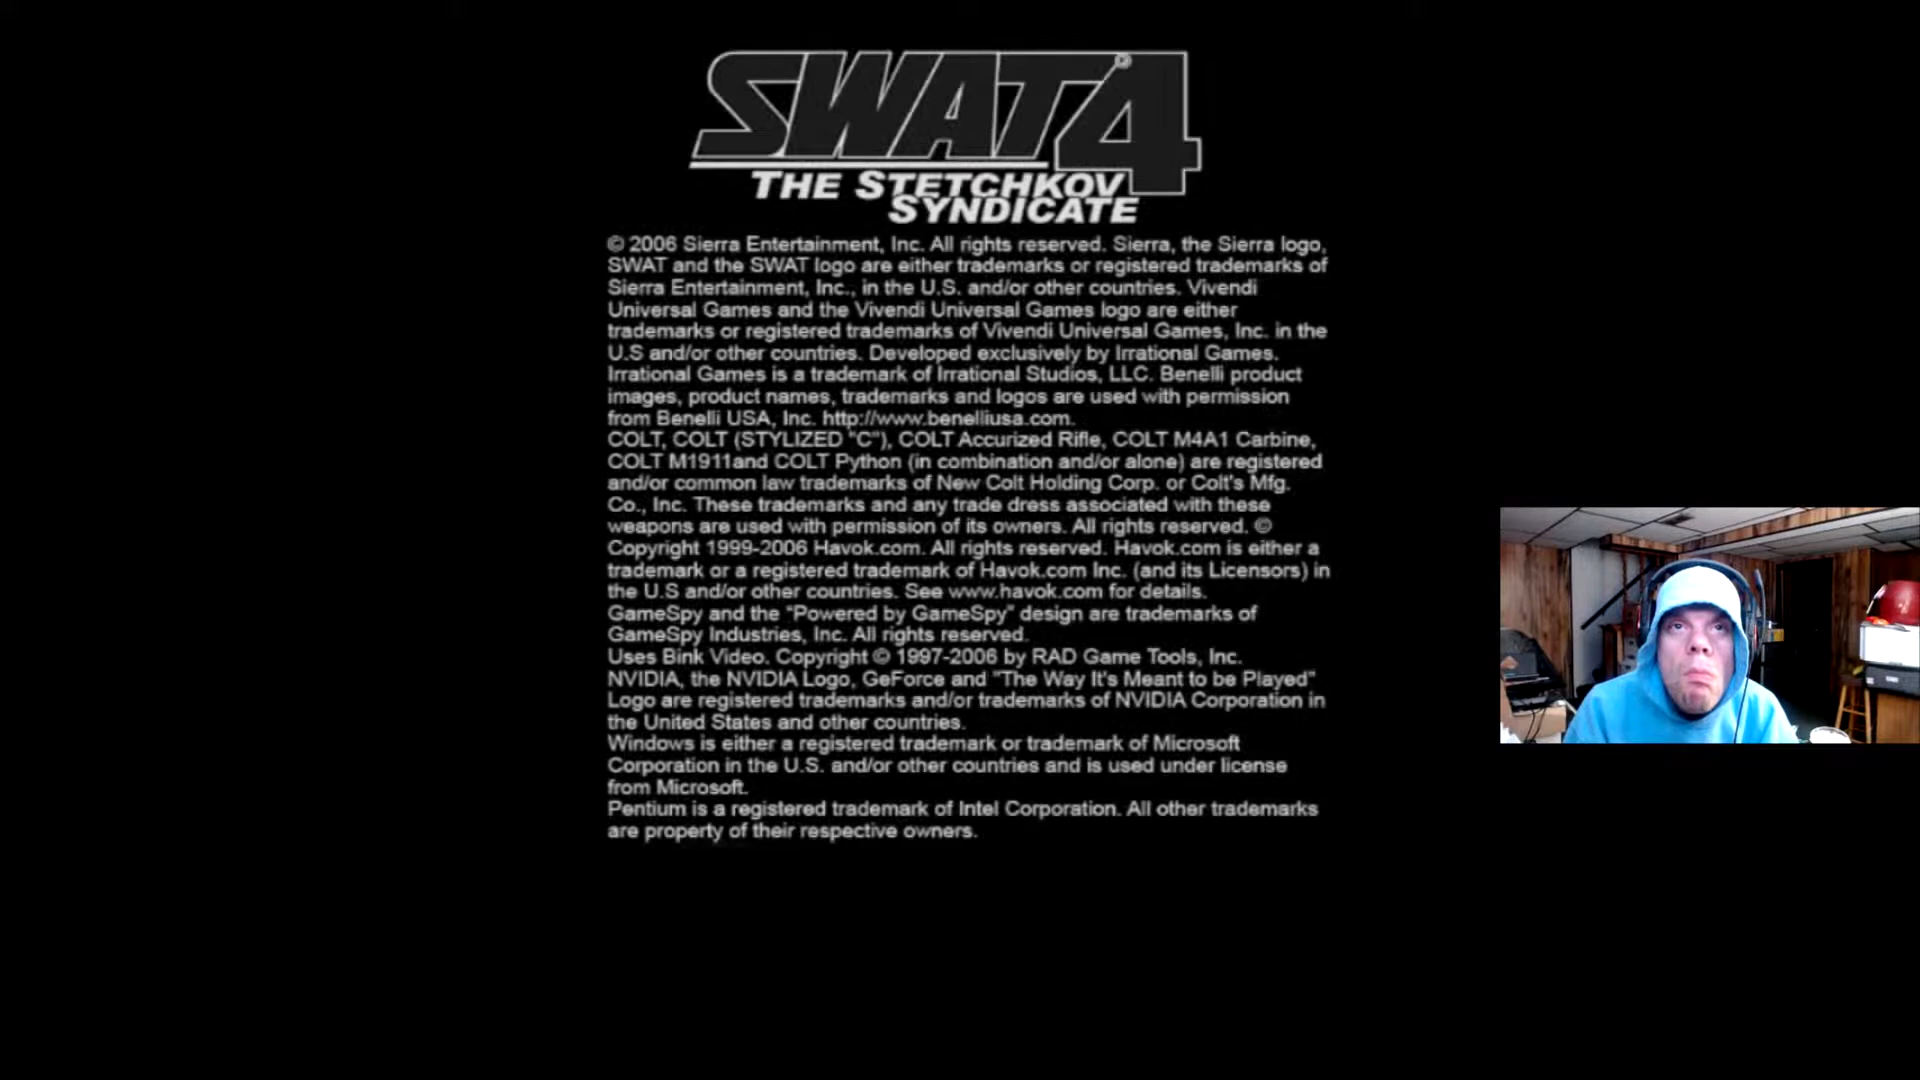 SWAT 4®
THE STETCHKOV
SYNDICATE
© 2006 Sierra Entertainment, Inc. All rights reserved. Sierra, the Sierra logo,
SWAT and the SWAT logo are either trademarks or registered trademarks of
Sierra Entertainment, Inc., in the U.S. and/or other countries. Vivendi
Universal Games and the Vivendi Universal Games logo are either
trademarks or registered trademarks of Vivendi Universal Games, Inc. in the
U.S and/or other countries. Developed exclusively by Irrational Games.
Irrational Games is a trademark of Irrational Studios, LLC. Benelli product
images, product names, trademarks and logos are used with permission
from Benelli USA, Inc. http://www.benelliusa.com.
COLT, COLT (STYLIZED "C"), COLT Accurized Rifle, COLT M4A1 Carbine,
COLT M1911and COLT Python (in combination and/or alone) are registered
and/or common law trademarks of New Colt Holding Corp. or Colt's Mfg.
Co., Inc. These trademarks and any trade dress associated with these
weapons are used with permission of its owners. All rights reserved. ©
Copyright 1999-2006 Havok.com. All rights reserved. Havok.com is either a
trademark or a registered trademark of Havok.com Inc. (and its Licensors) in
the U.S and/or other countries. See www.havok.com for details.
GameSpy and the "Powered by GameSpy" design are trademarks of
GameSpy Industries, Inc. All rights reserved.
Uses Bink Video. Copyright © 1997-2006 by RAD Game Tools, Inc.
NVIDIA, the NVIDIA Logo, GeForce and "The Way It's Meant to be Played"
Logo are registered trademarks and/or trademarks of NVIDIA Corporation in
the United States and other countries.
Windows is either a registered trademark or trademark of Microsoft
Corporation in the U.S. and/or other countries and is used under license
from Microsoft.
Pentium is a registered trademark of Intel Corporation. All other trademarks
are property of their respective owners.